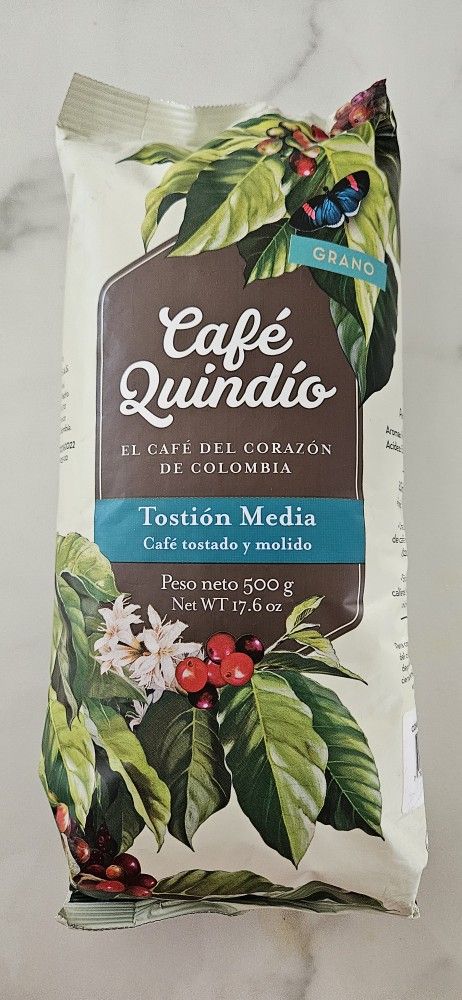 GRANO
Café
Quindío
EL CAFÉ DEL CORAZÓN
DE COLOMBIA
Tostión Media
Café tostado y molido
Peso neto 500 g
Net WT 17.6 oz